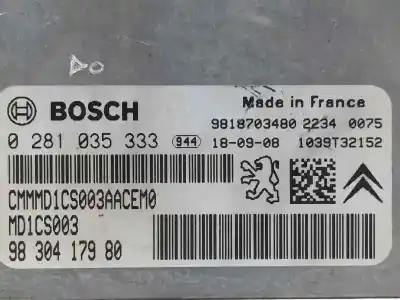 BOSCH
Made in France
9818703480 2234 0075
0 281 035 333 944 18-09-08 1039T32152
CMMMD1CS003AACEM0
MD1CS003
98 304 179 80